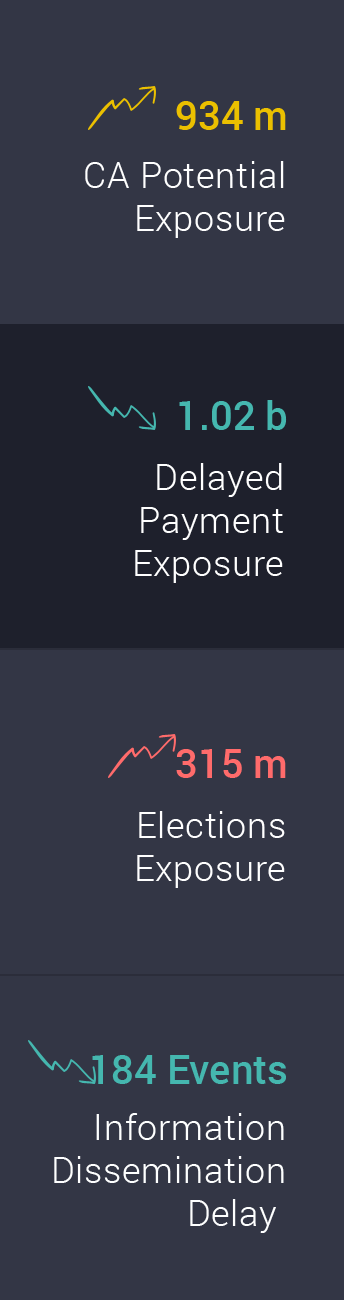 934 m
CA Potential
Exposure
1.02 b
Delayed
Payment
Exposure
315 m
Elections
Exposure
184 Events
Information
Dissemination
Delay